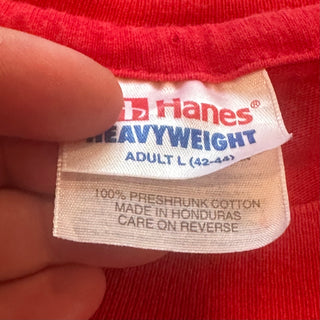 Hanes®
HEAVYWEIGHT
ADULT L (42-44)
100% PRESHRUNK COTTON
MADE IN HONDURAS
CARE ON REVERSE